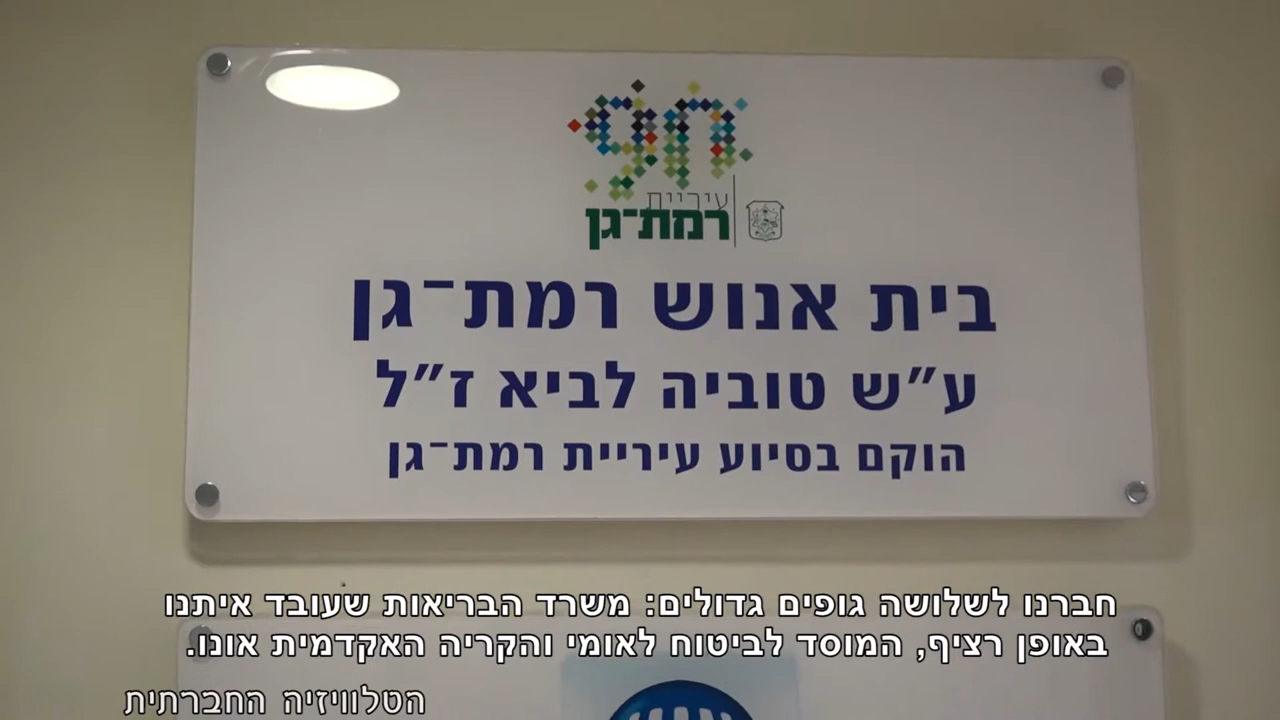 עיריית
רמת־גן
בית אנוש רמת־גן
ע״ש טוביה לביא ז״ל
הוקם בסיוע עיריית רמת־גן
חברנו לשלושה גופים גדולים: משרד הבריאות שעובד איתנו
באופן רציף, המוסד לביטוח לאומי והקריה האקדמית אונו.
הטלוויזיה החברתית